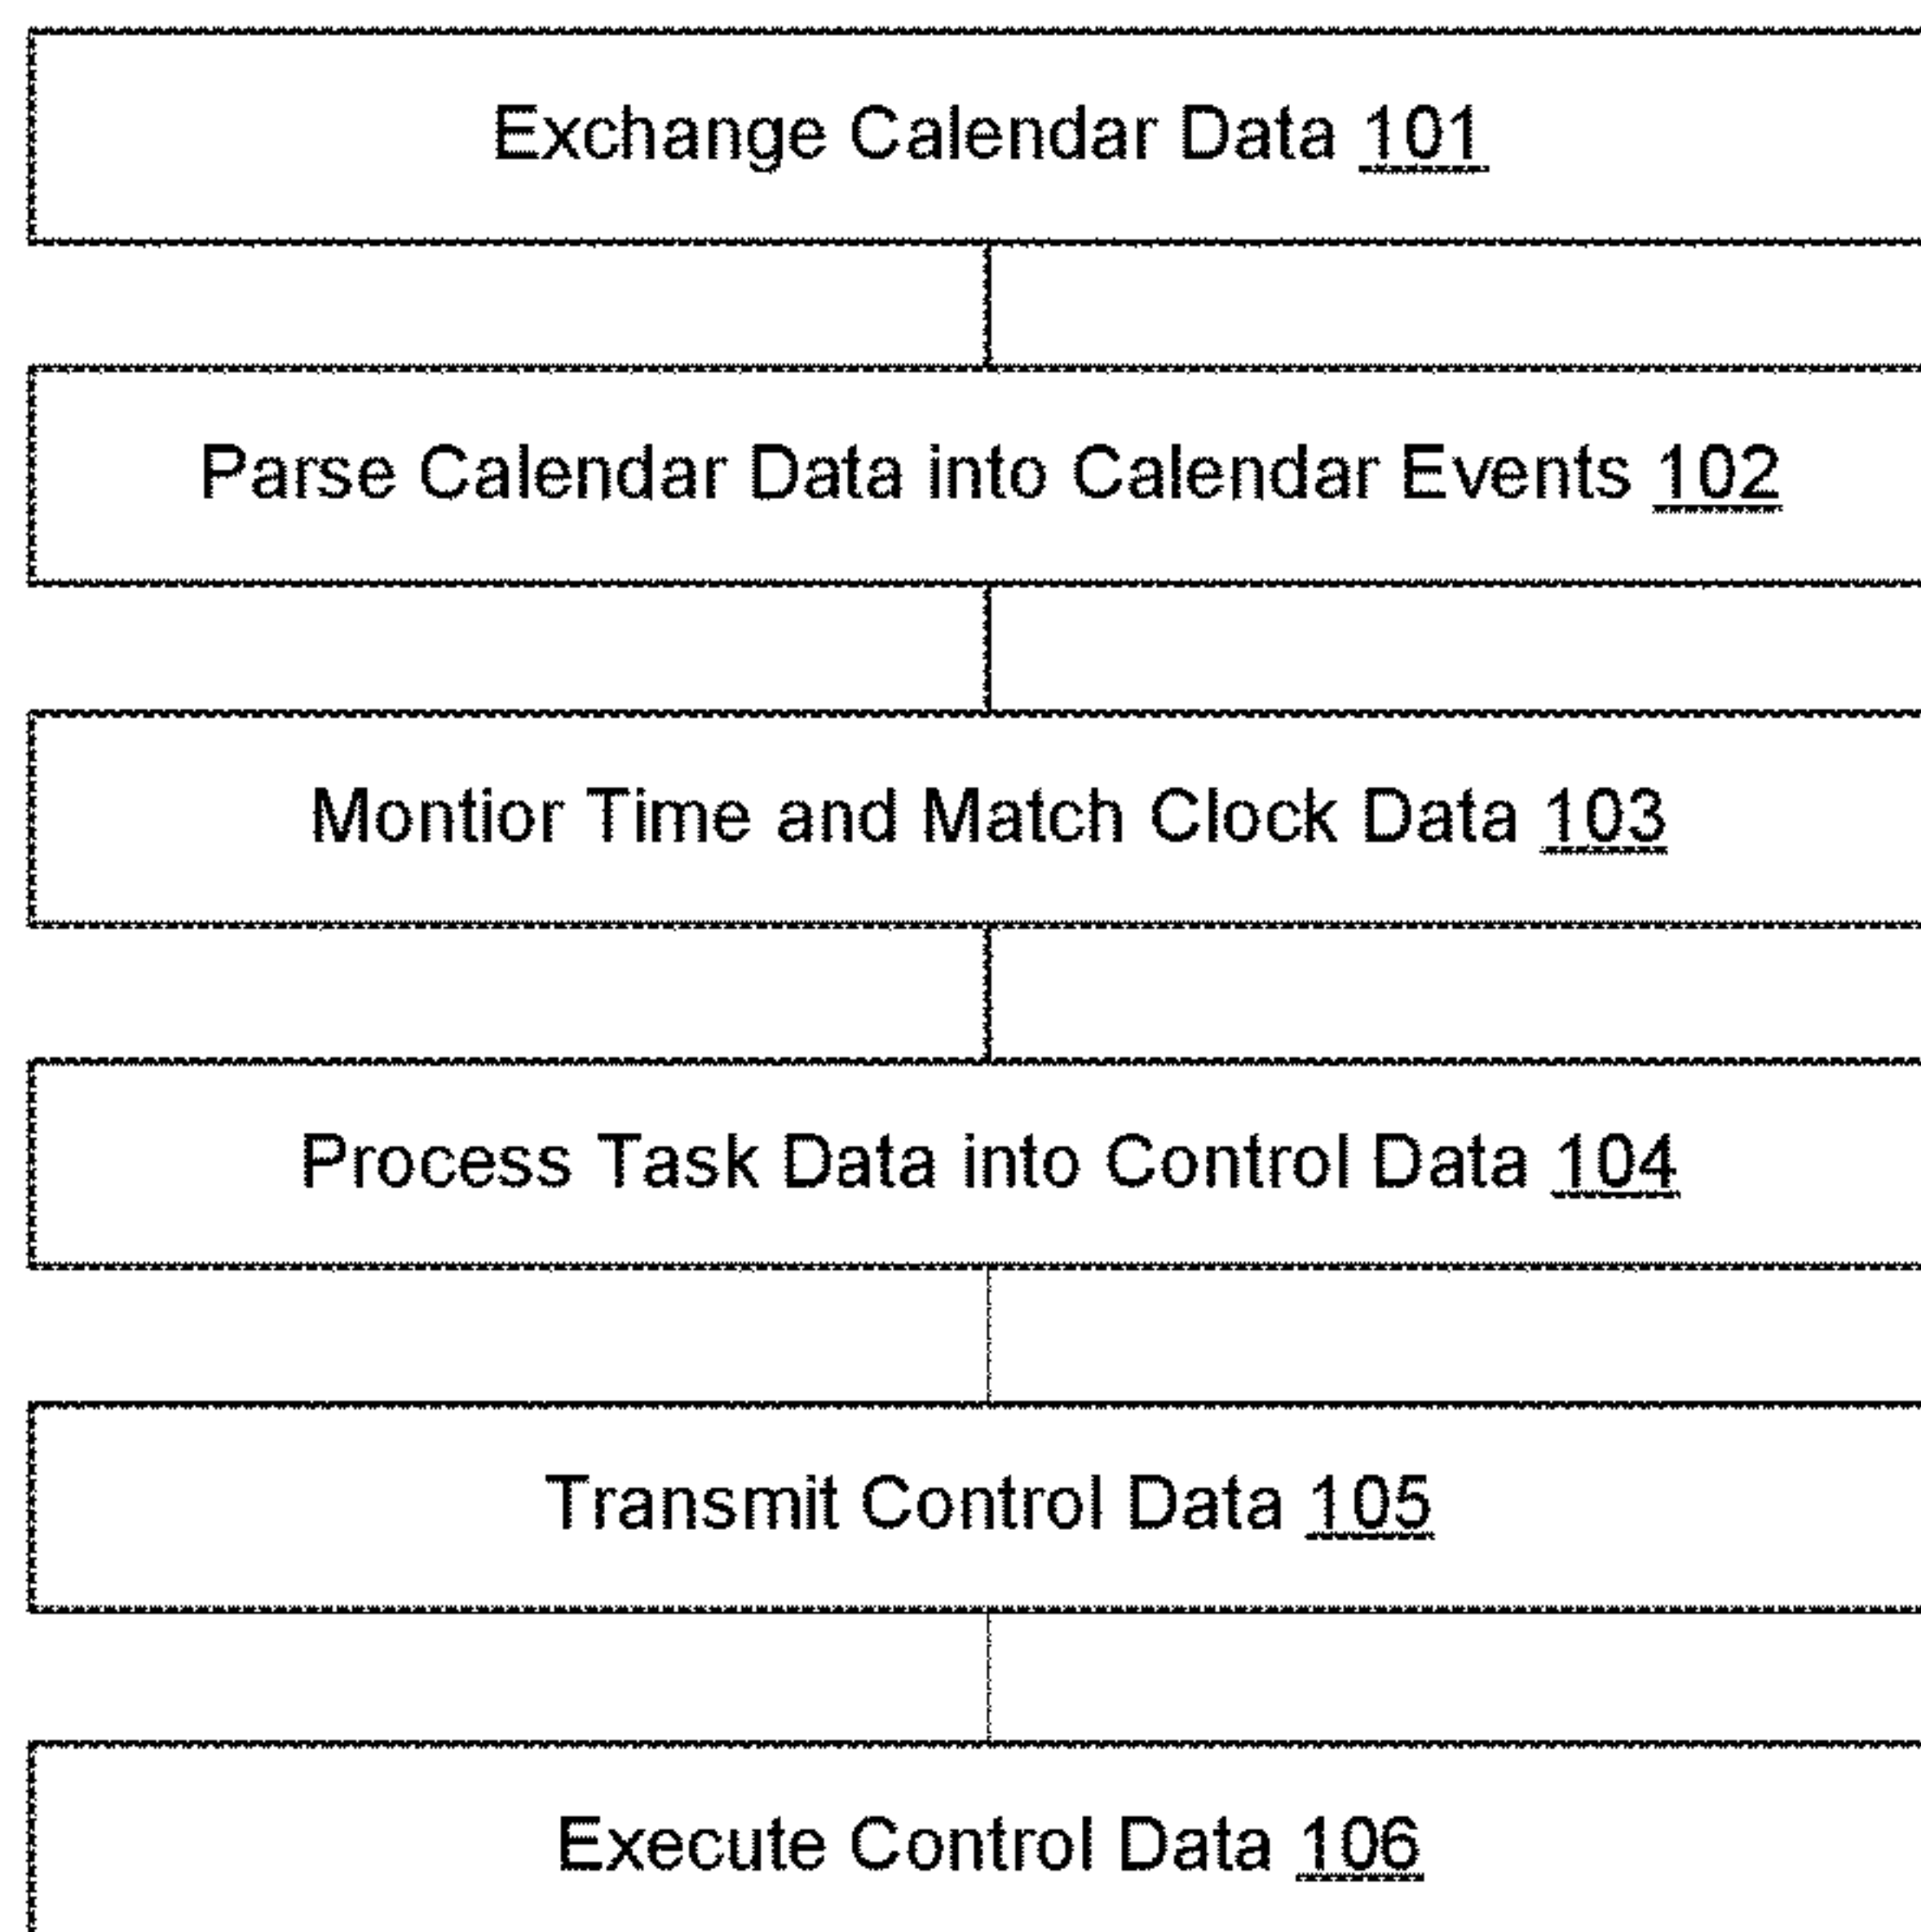 Exchange Calendar Data 101
Parse Calendar Data into Calendar Events 102
Montior Time and Match Clock Data 103
Process Task Data into Control Data 104
Transmit Control Data 105
Execute Control Data 106